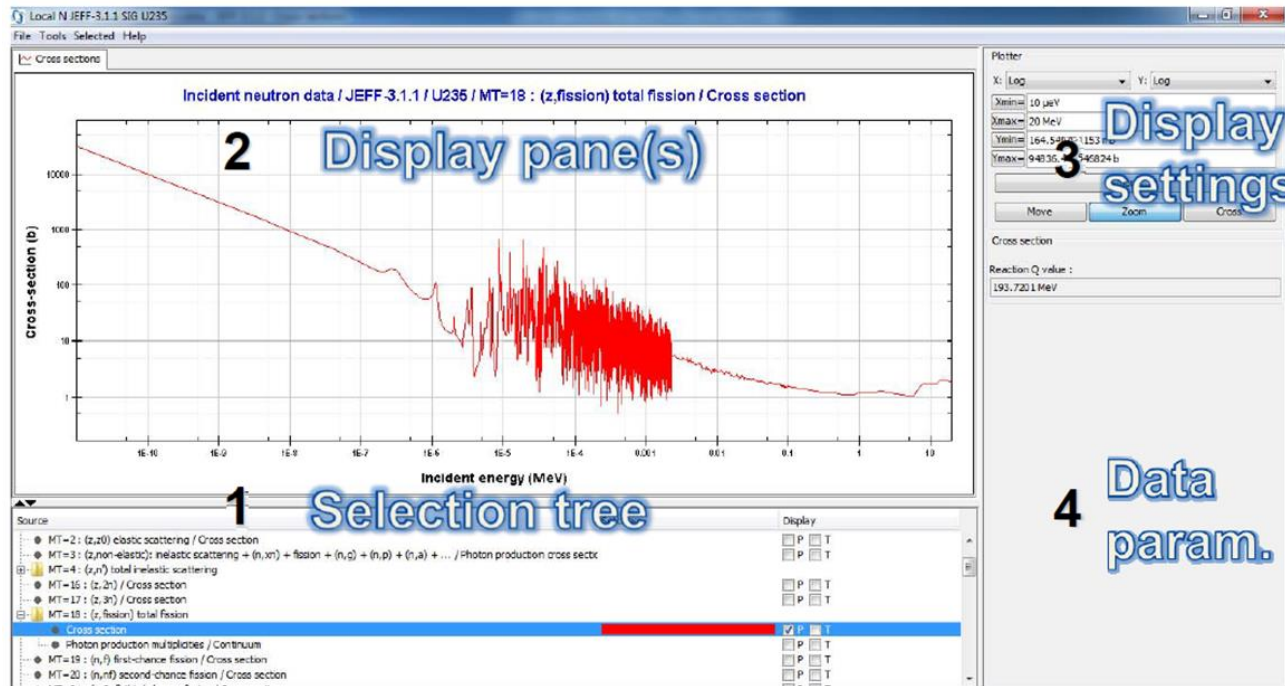 Local N JEFF-3.1.1 SIG U235
File Tools Selected Help
Cross sections
Incident neutron data / JEFF-3.1.1 / U235 / MT=18 : (z,fission) total fission / Cross section
2 Display pane(s)
Cross-section (b)
10000
1000
100
10
1
1E-10 1E-9 1E-8 1E-7 1E-6 1E-5 1E-4 0.001 0.01 0.1 1 10
Incident energy (MeV)
Plotter
X: Log Y: Log
Xmin= 10 µeV
Xmax= 20 MeV
Ymin=
Ymax=
3 Display settings
Move Zoom Cross
Cross section
Reaction Q value :
193.7201 MeV
4 Data param.
1 Selection tree
Source Display
MT=2 : (z,z0) elastic scattering / Cross section P T
MT=3 : (z,non-elastic): inelastic scattering + (n,xn) + fission + (n,g) + (n,p) + (n,a) + ... / Photon production cross sectic P T
MT=4 : (z,n') total inelastic scattering
MT=16 : (z, 2n) / Cross section P T
MT=17 : (z, 3n) / Cross section P T
MT=18 : (z, fission) total fission
Cross section P T
Photon production multiplicities / Continuum P T
MT=19 : (n,f) first-chance fission / Cross section P T
MT=20 : (n,nf) second-chance fission / Cross section P T